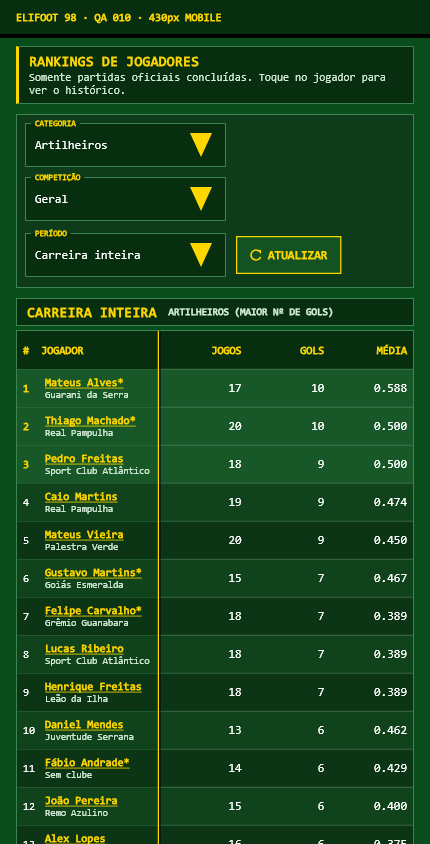 ELIFOOT 98 · QA 010 · 430px MOBILE
RANKINGS DE JOGADORES
Somente partidas oficiais concluídas. Toque no jogador para
ver o histórico.
CATEGORIA
Artilheiros
COMPETIÇÃO
Geral
PERÍODO
Carreira inteira
ATUALIZAR
CARREIRA INTEIRA ARTILHEIROS (MAIOR Nº DE GOLS)
# JOGADOR JOGOS GOLS MÉDIA
1 Mateus Alves* 17 10 0.588
Guarani da Serra
2 Thiago Machado* 20 10 0.500
Real Pampulha
3 Pedro Freitas 18 9 0.500
Sport Club Atlântico
4 Caio Martins 19 9 0.474
Real Pampulha
5 Mateus Vieira 20 9 0.450
Palestra Verde
6 Gustavo Martins* 15 7 0.467
Goiás Esmeralda
7 Felipe Carvalho* 18 7 0.389
Grêmio Guanabara
8 Lucas Ribeiro 18 7 0.389
Sport Club Atlântico
9 Henrique Freitas 18 7 0.389
Leão da Ilha
10 Daniel Mendes 13 6 0.462
Juventude Serrana
11 Fábio Andrade* 14 6 0.429
Sem clube
12 João Pereira 15 6 0.400
Remo Azulino
13 Alex Lopes 16 6 0.375